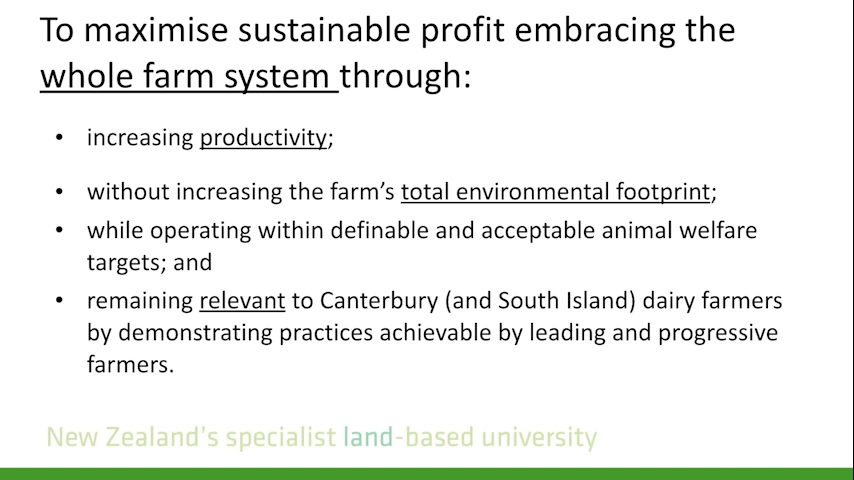 To maximise sustainable profit embracing the
whole farm system through:
• increasing productivity;
• without increasing the farm’s total environmental footprint;
• while operating within definable and acceptable animal welfare
targets; and
• remaining relevant to Canterbury (and South Island) dairy farmers
by demonstrating practices achievable by leading and progressive
farmers.
New Zealand’s specialist land-based university